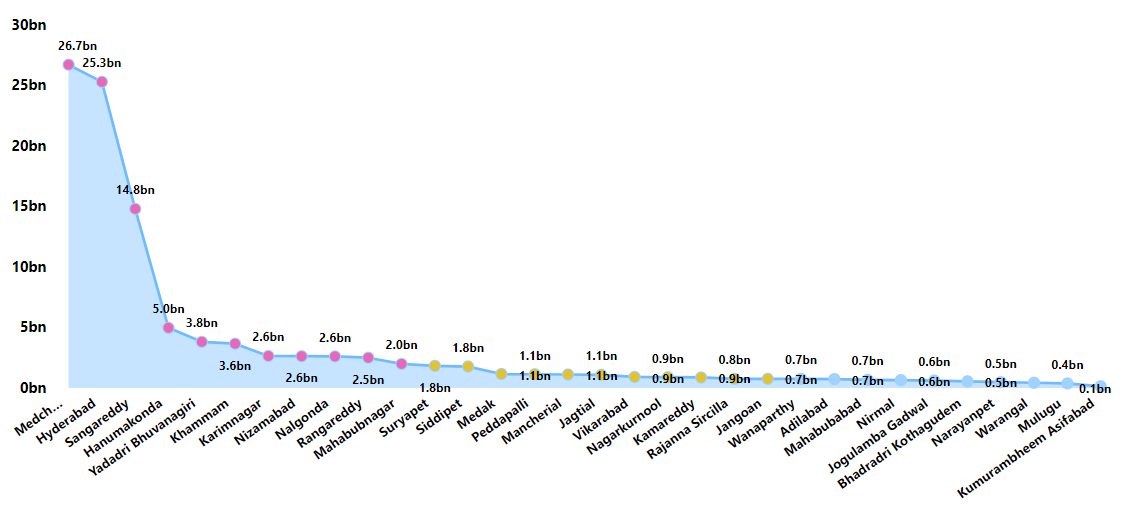 30bn
25bn
20bn
15bn
10bn
5bn
0bn
26.7bn
25.3bn
14.8bn
5.0bn
3.8bn
3.6bn
2.6bn
2.6bn
2.6bn
2.5bn
2.0bn
1.8bn
1.8bn
1.1bn
1.1bn
1.1bn
1.1bn
0.9bn
0.9bn
0.8bn
0.8bn
0.7bn
0.7bn
0.7bn
0.7bn
0.6bn
0.6bn
0.5bn
0.5bn
0.4bn
0.1bn
Medch...
Hyderabad
Sangareddy
Hanumakonda
Yadadri Bhuvanagiri
Khammam
Karimnagar
Nizamabad
Nalgonda
Rangareddy
Mahabubnagar
Suryapet
Siddipet
Medak
Peddapalli
Mancherial
Jagtial
Vikarabad
Nagarkurnool
Kamareddy
Rajanna Sircilla
Jangoan
Wanaparthy
Adilabad
Mahabubabad
Nirmal
Jogulamba Gadwal
Bhadradri Kothagudem
Narayanpet
Warangal
Mulugu
Kumurambheem Asifabad